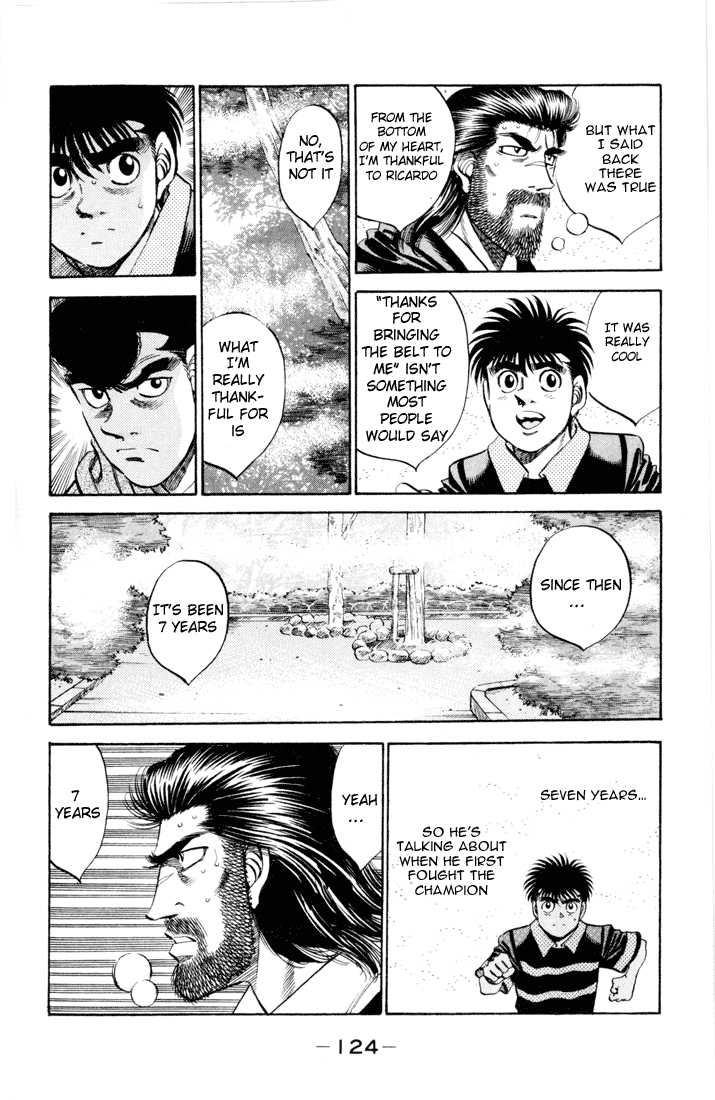 BUT WHAT
I SAID
BACK
THERE
WAS TRUE
FROM THE
BOTTOM
OF MY HEART,
I'M THANKFUL
TO RICARDO
IT WAS
REALLY
COOL
"THANKS
FOR
BRINGING
THE BELT TO
ME" ISN'T
SOMETHING
MOST
PEOPLE
WOULD SAY
NO,
THAT'S
NOT IT
WHAT
I'M
REALLY
THANK-
FUL FOR
IS
SINCE THEN
...
IT'S BEEN
7 YEARS
SEVEN YEARS...
SO HE'S
TALKING ABOUT
WHEN HE FIRST
FOUGHT THE
CHAMPION
YEAH
...
7
YEARS
-124-